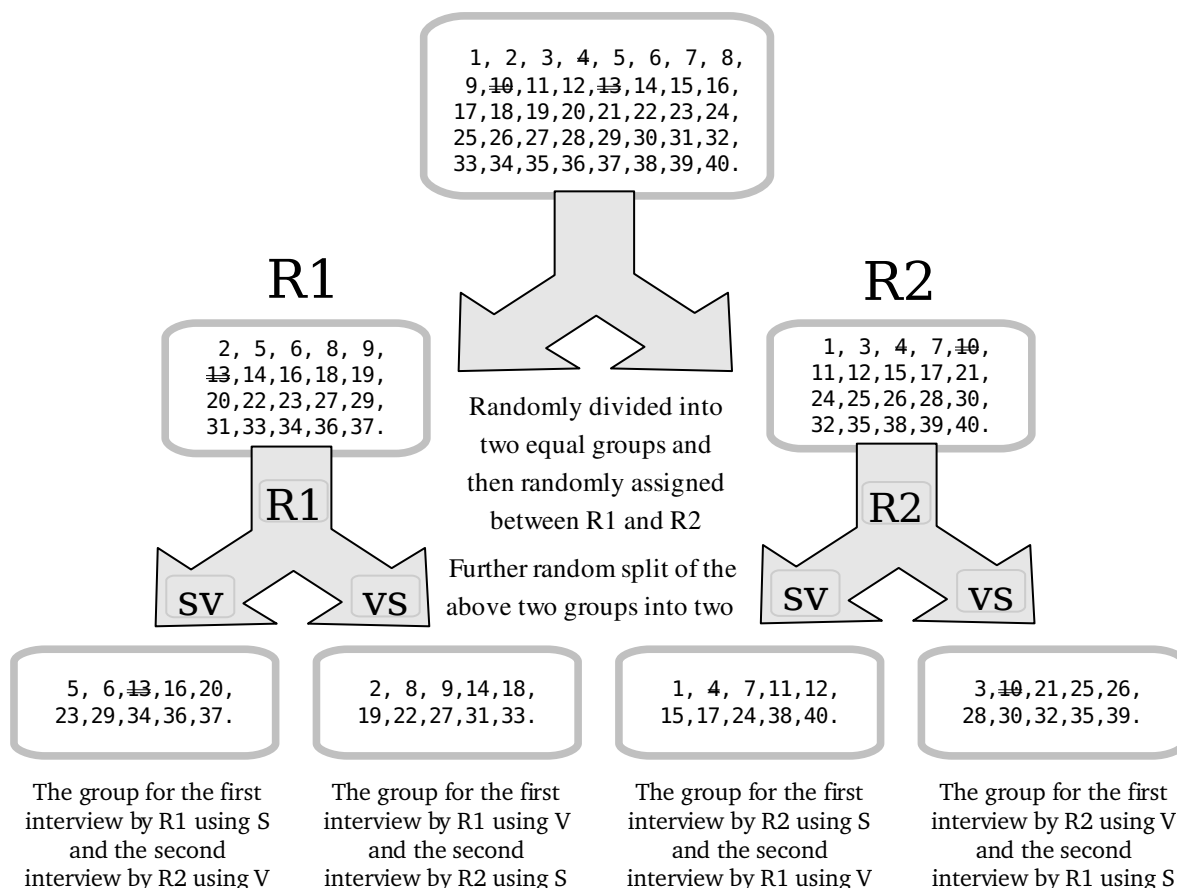 1, 2, 3, 4, 5, 6, 7, 8,
9,10,11,12,13,14,15,16,
17,18,19,20,21,22,23,24,
25,26,27,28,29,30,31,32,
33,34,35,36,37,38,39,40.
R1
R2
2, 5, 6, 8, 9,
13,14,16,18,19,
20,22,23,27,29,
31,33,34,36,37.
1, 3, 4, 7,10,
11,12,15,17,21,
24,25,26,28,30,
32,35,38,39,40.
Randomly divided into
two equal groups and
then randomly assigned
between R1 and R2
R1
R2
Further random split of the
above two groups into two
sv
vs
sv
vs
5, 6,13,16,20,
23,29,34,36,37.
2, 8, 9,14,18,
19,22,27,31,33.
1, 4, 7,11,12,
15,17,24,38,40.
3,10,21,25,26,
28,30,32,35,39.
The group for the first
interview by R1 using S
and the second
interview by R2 using V
The group for the first
interview by R1 using V
and the second
interview by R2 using S
The group for the first
interview by R2 using S
and the second
interview by R1 using V
The group for the first
interview by R2 using V
and the second
interview by R1 using S